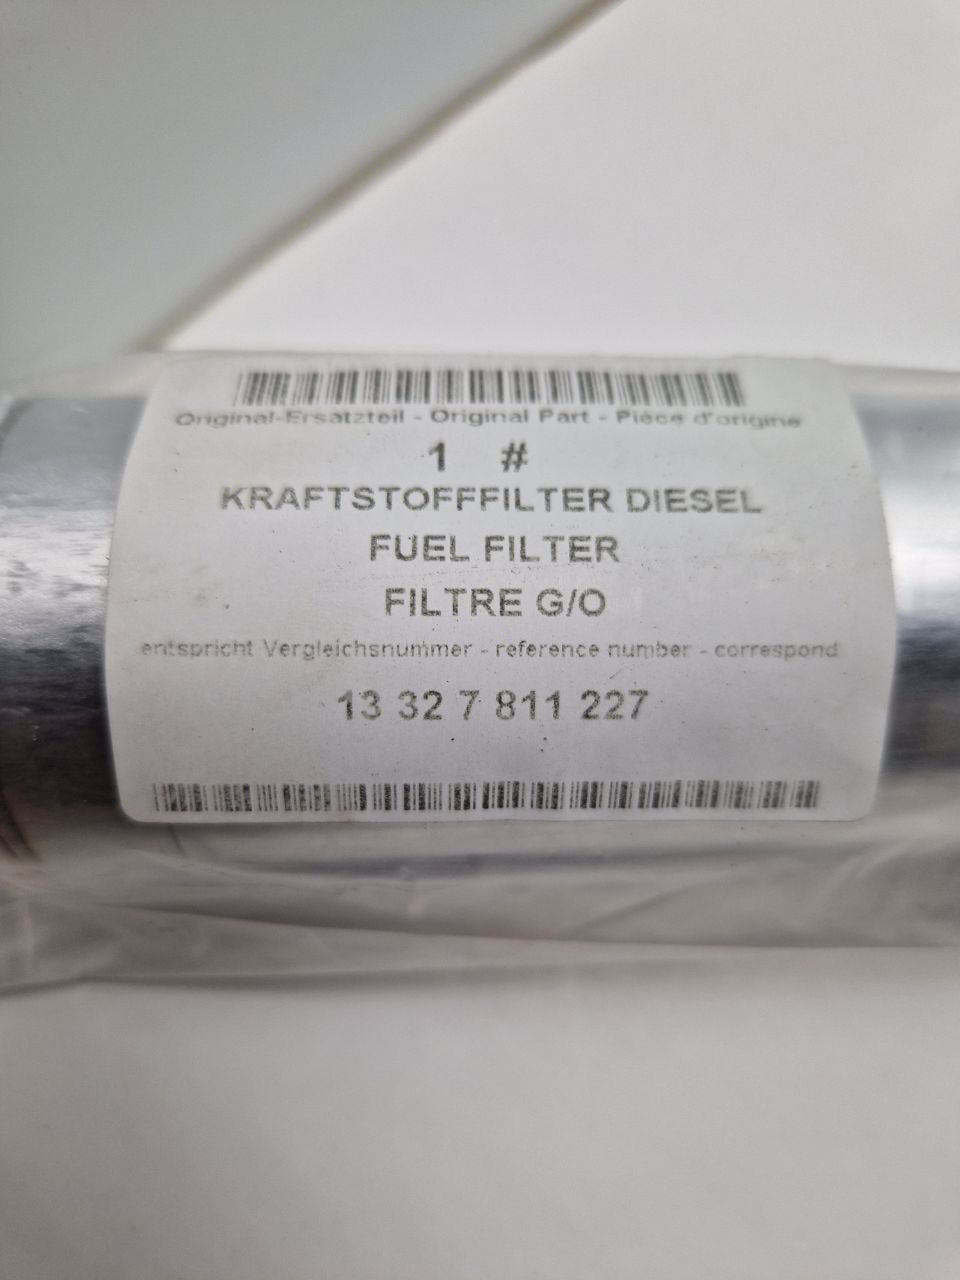 Original-Ersatzteil - Original Part - Pièce d'origine
1 #
KRAFTSTOFFFILTER DIESEL
FUEL FILTER
FILTRE G/O
entspricht Vergleichsnummer - reference number - correspond
13 32 7 811 227